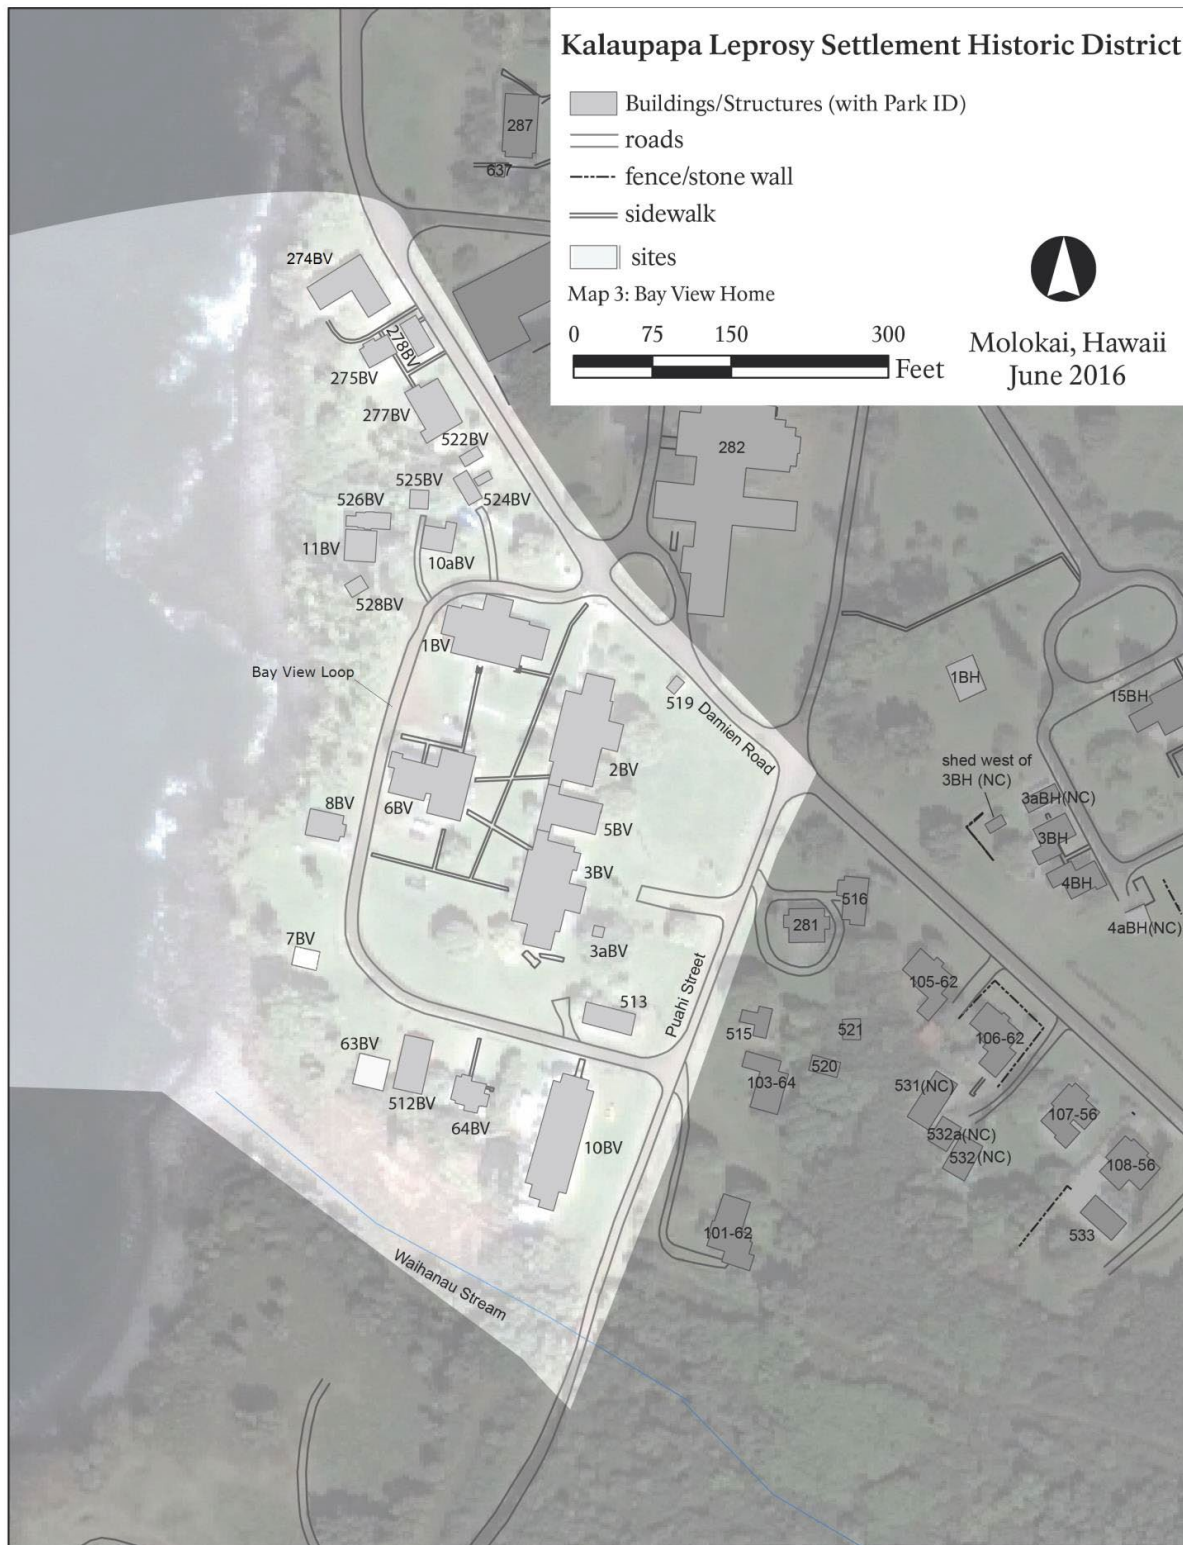 Kalaupapa Leprosy Settlement Historic District
Buildings/Structures (with Park ID)
roads
fence/stone wall
sidewalk
sites
Map 3: Bay View Home
0 75 150 300
Feet
Molokai, Hawaii
June 2016
287
637
274BV
278BV
275BV
277BV
522BV
525BV
524BV
526BV
11BV
10aBV
528BV
282
1BV
Bay View Loop
519
Damien Road
2BV
6BV
8BV
5BV
3BV
7BV
3aBV
513
Puahi Street
63BV
512BV
64BV
10BV
Waihanau Stream
1BH
15BH
shed west of
3BH (NC)
3aBH(NC)
3BH
4BH
4aBH(NC)
516
281
105-62
515
521
106-62
520
103-64
531(NC)
532a(NC)
532(NC)
107-56
108-56
533
101-62